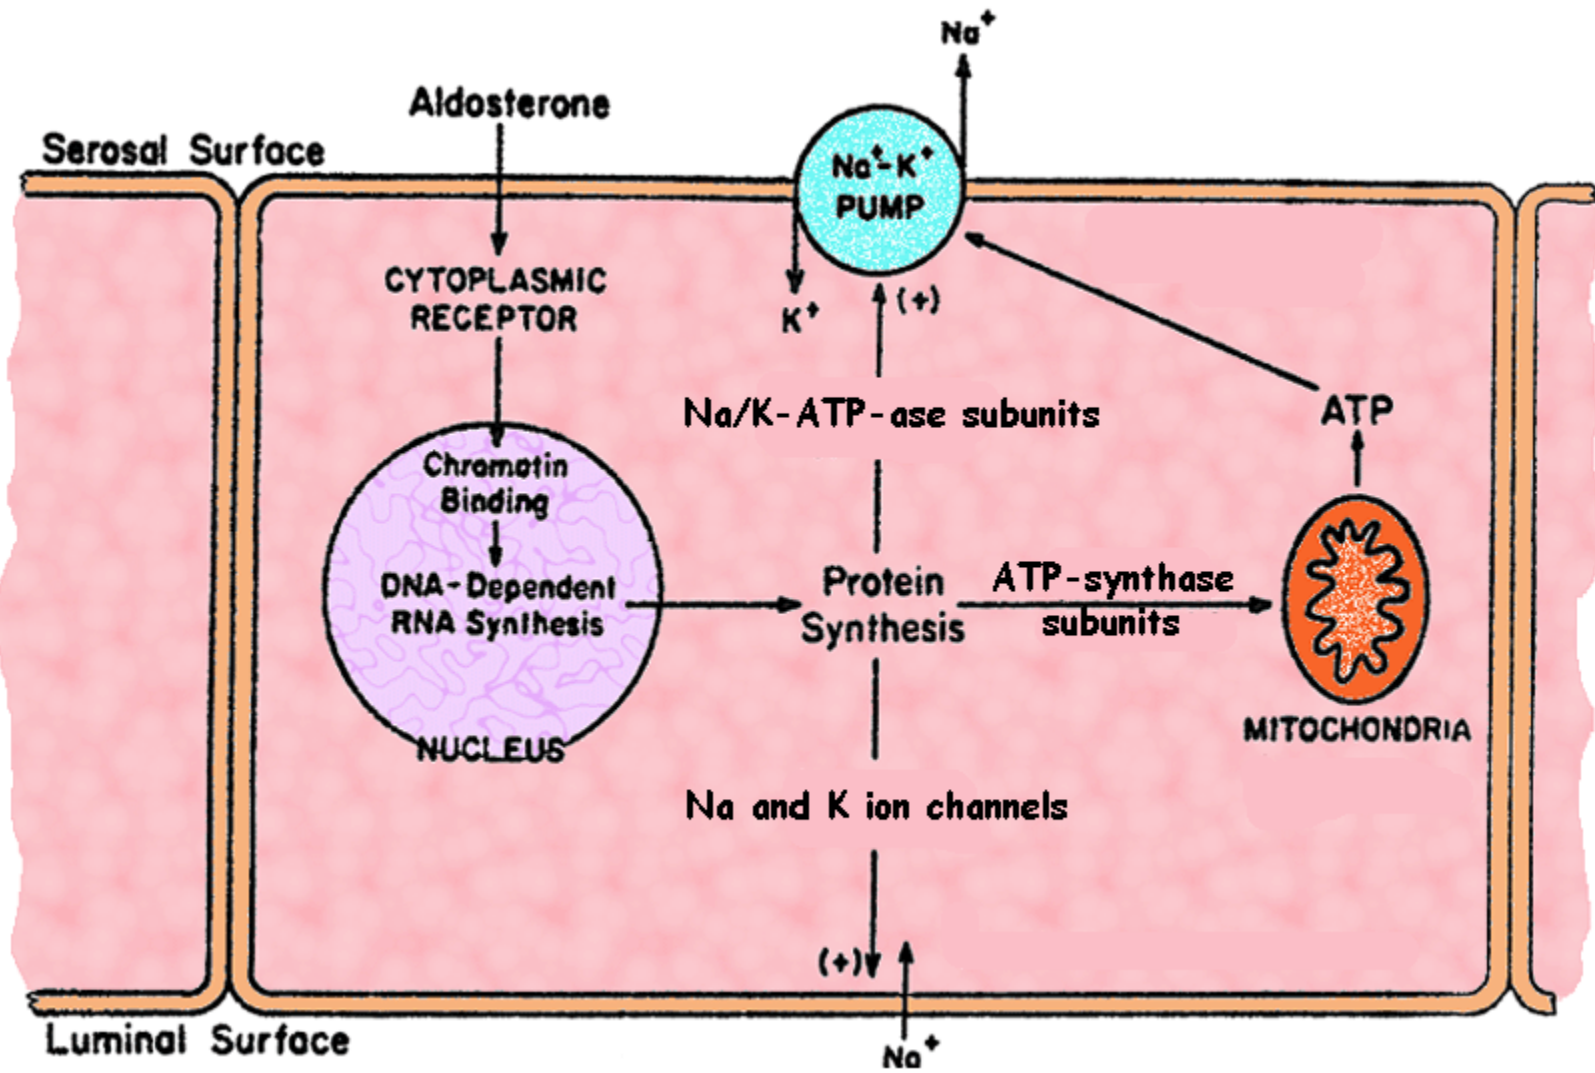 Na⁺
Aldosterone
Serosal Surface
Na⁺-K⁺
PUMP
CYTOPLASMIC
RECEPTOR
K⁺
(+)
Na/K-ATP-ase subunits
ATP
Chromatin
Binding
DNA-Dependent
RNA Synthesis
Protein
Synthesis
ATP-synthase
subunits
NUCLEUS
MITOCHONDRIA
Na and K ion channels
(+)
Luminal Surface
Na⁺